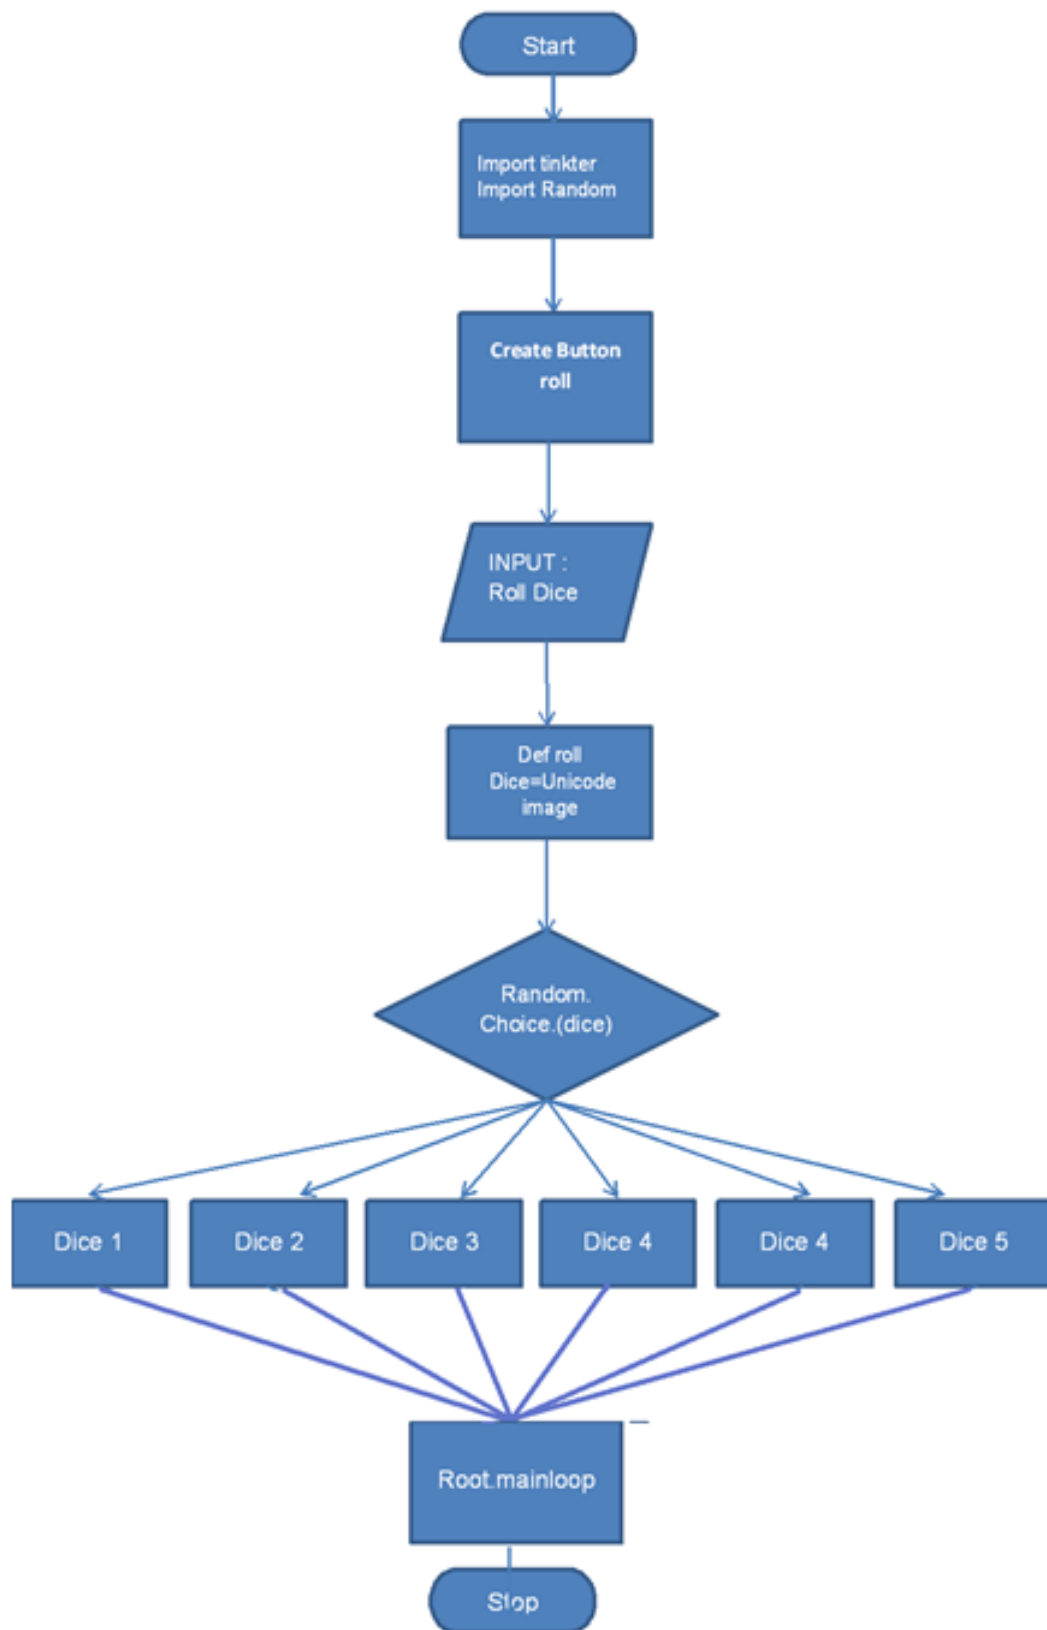 Start
Import tinkter
Import Random
Create Button
roll
INPUT :
Roll Dice
Def roll
Dice=Unicode
image
Random.
Choice.(dice)
Dice 1
Dice 2
Dice 3
Dice 4
Dice 4
Dice 5
Root.mainloop
Stop